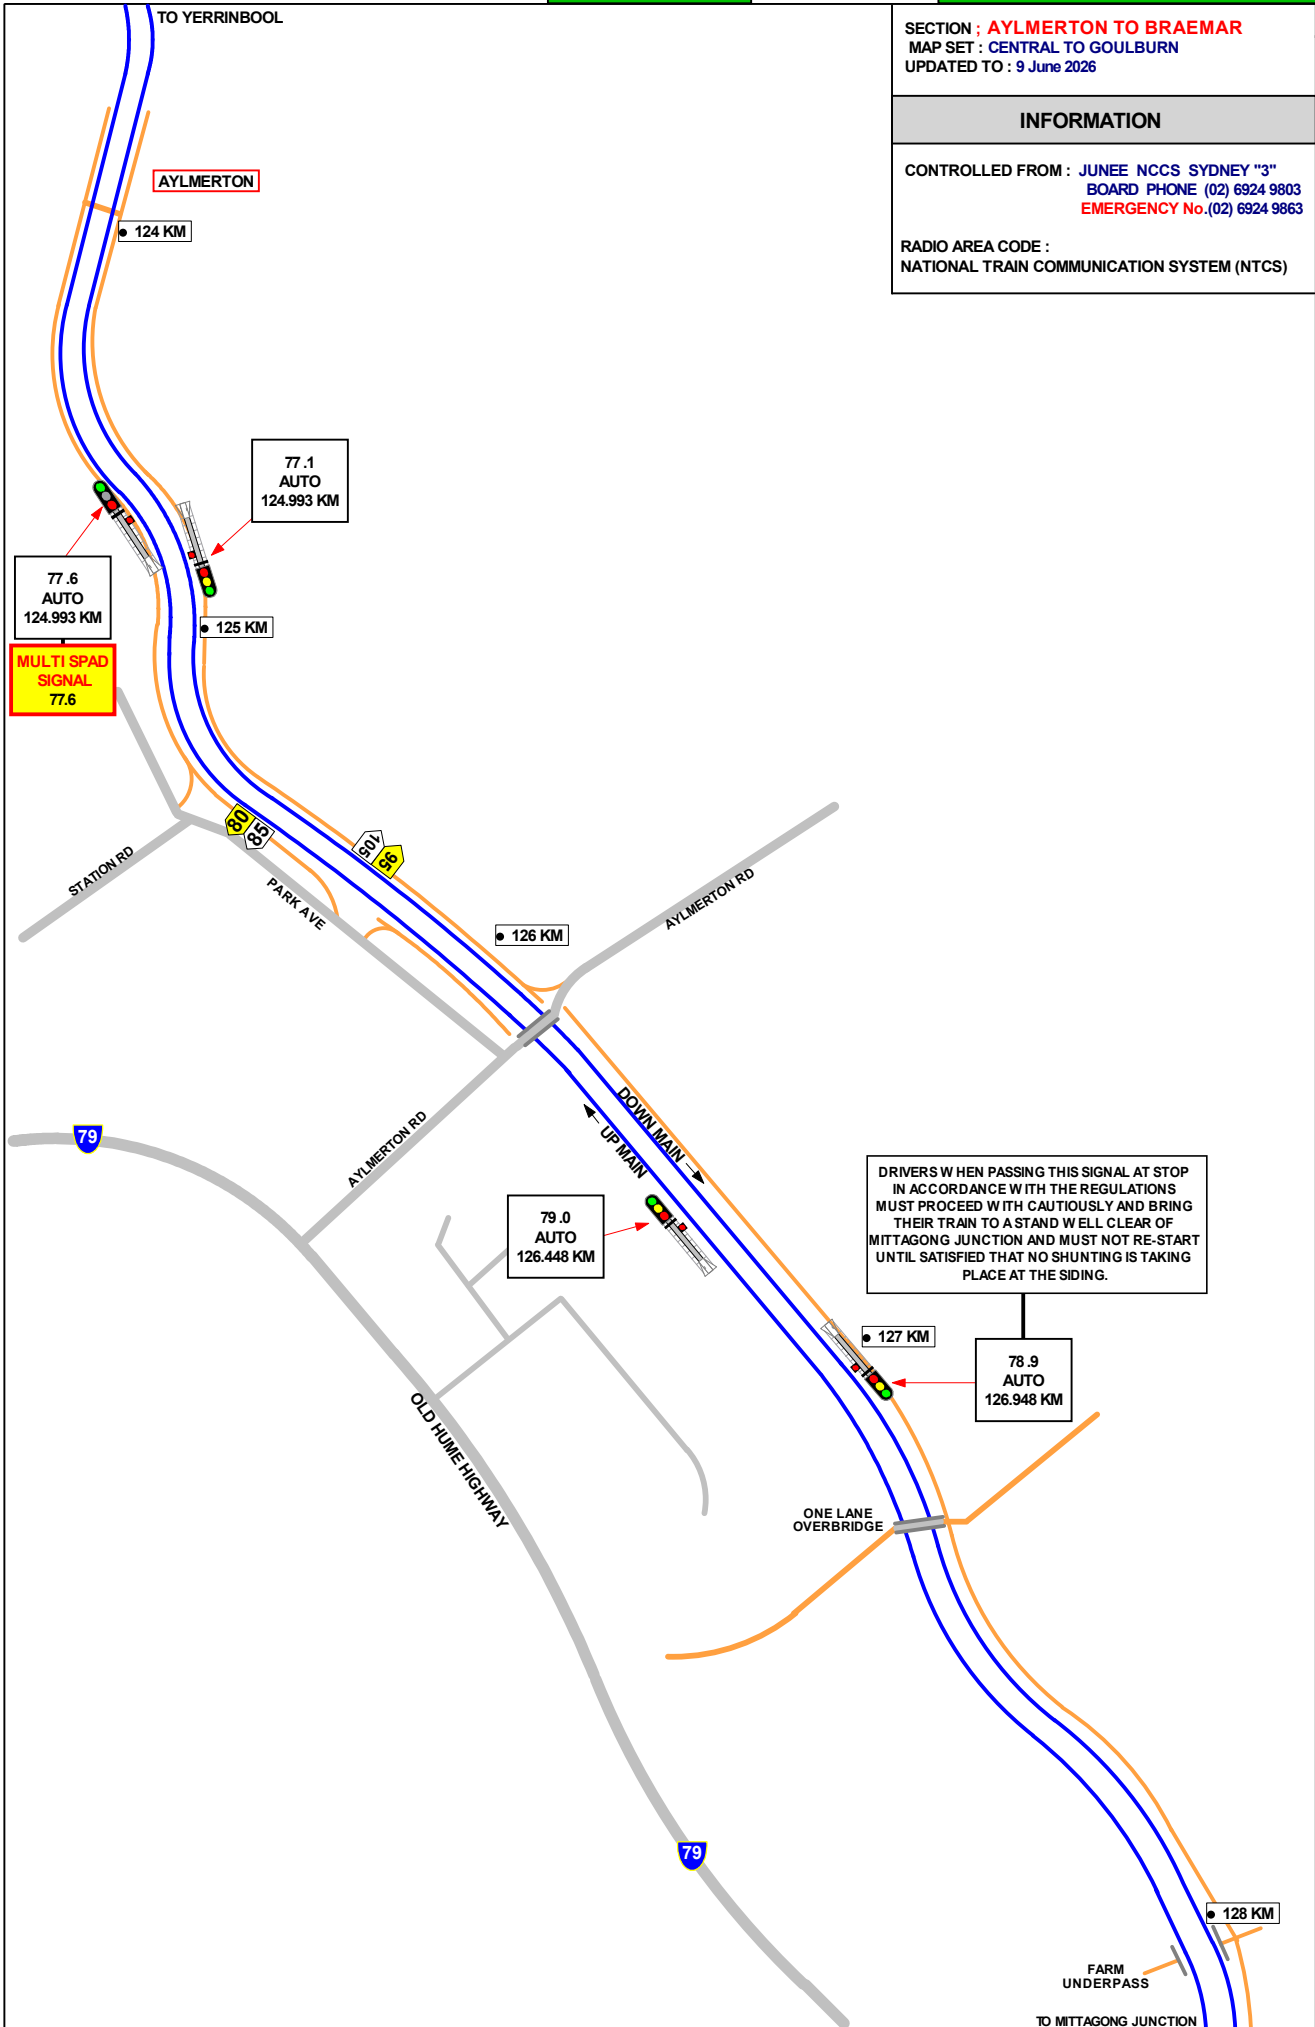 TO YERRINBOOL
SECTION ; AYLMERTON TO BRAEMAR
MAP SET : CENTRAL TO GOULBURN
UPDATED TO : 9 June 2026
INFORMATION
CONTROLLED FROM : JUNEE NCCS SYDNEY "3"
BOARD PHONE (02) 6924 9803
EMERGENCY No.(02) 6924 9863
RADIO AREA CODE :
NATIONAL TRAIN COMMUNICATION SYSTEM (NTCS)
AYLMERTON
124 KM
77.1
AUTO
124.993 KM
77.6
AUTO
124.993 KM
MULTI SPAD
SIGNAL
77.6
125 KM
80
85
105
95
STATION RD
PARK AVE
AYLMERTON RD
126 KM
DOWN MAIN
UP MAIN
79
AYLMERTON RD
79.0
AUTO
126.448 KM
DRIVERS WHEN PASSING THIS SIGNAL AT STOP
IN ACCORDANCE WITH THE REGULATIONS
MUST PROCEED WITH CAUTIOUSLY AND BRING
THEIR TRAIN TO A STAND WELL CLEAR OF
MITTAGONG JUNCTION AND MUST NOT RE-START
UNTIL SATISFIED THAT NO SHUNTING IS TAKING
PLACE AT THE SIDING.
127 KM
78.9
AUTO
126.948 KM
OLD HUME HIGHWAY
ONE LANE
OVERBRIDGE
79
128 KM
FARM
UNDERPASS
TO MITTAGONG JUNCTION